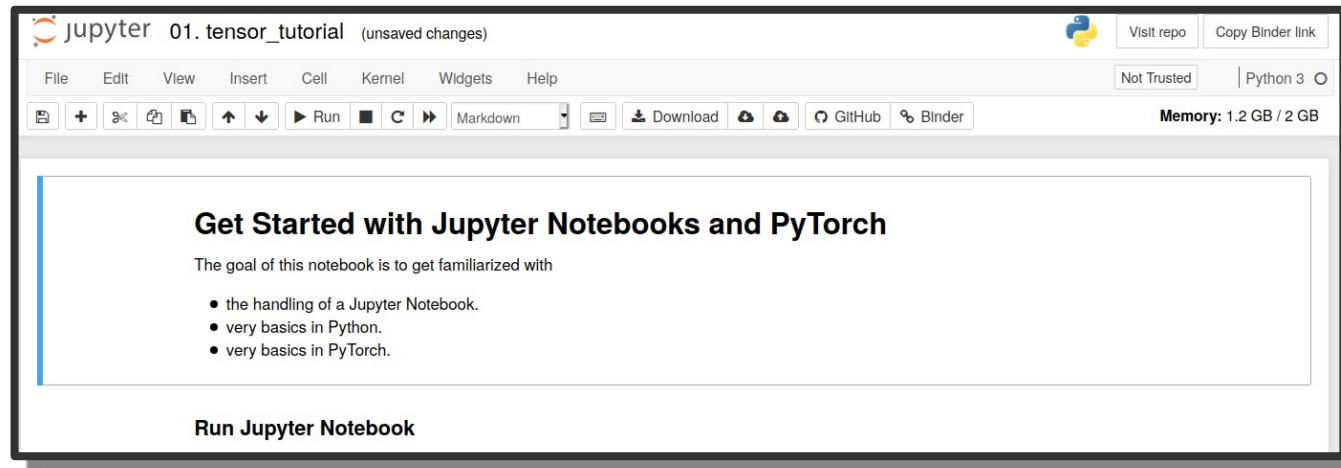 jupyter 01. tensor_tutorial (unsaved changes) Visit repo Copy Binder link
File Edit View Insert Cell Kernel Widgets Help Not Trusted Python 3
Run Markdown Download GitHub Binder Memory: 1.2 GB / 2 GB
Get Started with Jupyter Notebooks and PyTorch
The goal of this notebook is to get familiarized with
the handling of a Jupyter Notebook.
very basics in Python.
very basics in PyTorch.
Run Jupyter Notebook